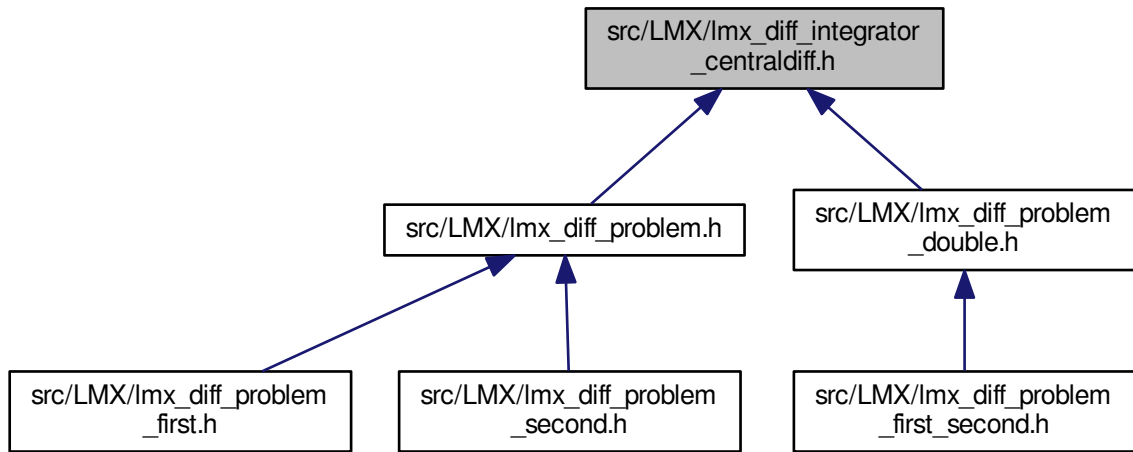 src/LMX/lmx_diff_integrator
_centraldiff.h
src/LMX/lmx_diff_problem.h
src/LMX/lmx_diff_problem
_double.h
src/LMX/lmx_diff_problem
_first.h
src/LMX/lmx_diff_problem
_second.h
src/LMX/lmx_diff_problem
_first_second.h